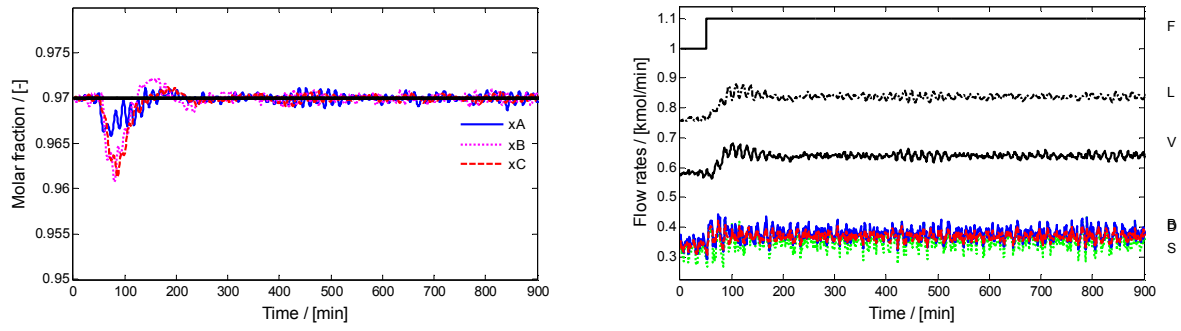 0.975
0.97
0.965
0.96
0.955
0.95
Molar fraction / [-]
0 100 200 300 400 500 600 700 800 900
Time / [min]
xA
xB
xC
1.1
1
0.9
0.8
0.7
0.6
0.5
0.4
0.3
Flow rates / [kmol/min]
0 100 200 300 400 500 600 700 800 900
Time / [min]
F
L
V
S